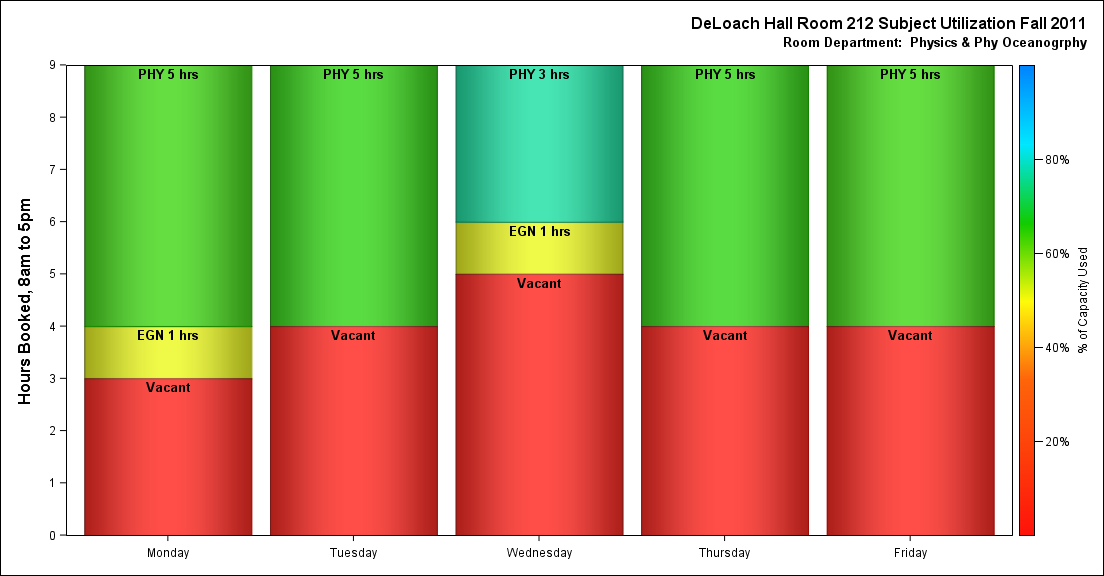 DeLoach Hall Room 212 Subject Utilization Fall 2011
Room Department:  Physics & Phy Oceanogrphy
Hours Booked, 8am to 5pm
9
8
7
6
5
4
3
2
1
0
PHY 5 hrs
EGN 1 hrs
Vacant
PHY 5 hrs
Vacant
PHY 3 hrs
EGN 1 hrs
Vacant
PHY 5 hrs
Vacant
PHY 5 hrs
Vacant
Monday
Tuesday
Wednesday
Thursday
Friday
80%
60%
40%
20%
% of Capacity Used